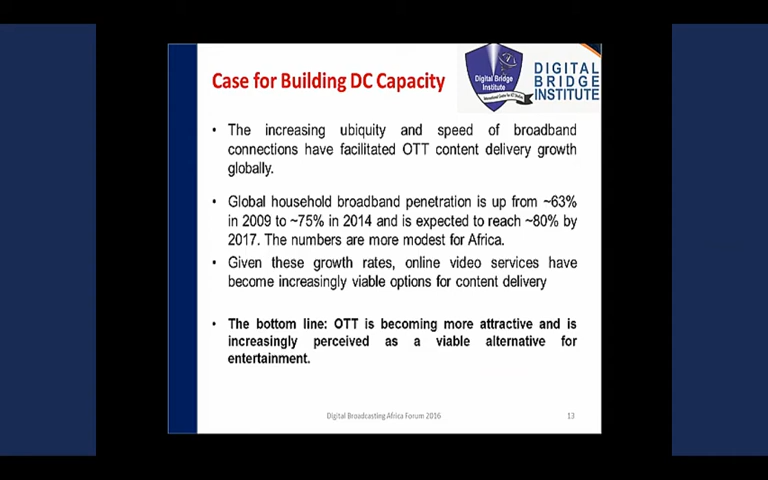 Case for Building DC Capacity
Digital Bridge
Institute
DIGITAL
BRIDGE
INSTITUTE
• The increasing ubiquity and speed of broadband
connections have facilitated OTT content delivery growth
globally.
• Global household broadband penetration is up from ~63%
in 2009 to ~75% in 2014 and is expected to reach ~80% by
2017. The numbers are more modest for Africa.
• Given these growth rates, online video services have
become increasingly viable options for content delivery
• The bottom line: OTT is becoming more attractive and is
increasingly perceived as a viable alternative for
entertainment.
Digital Broadcasting Africa Forum 2016
13